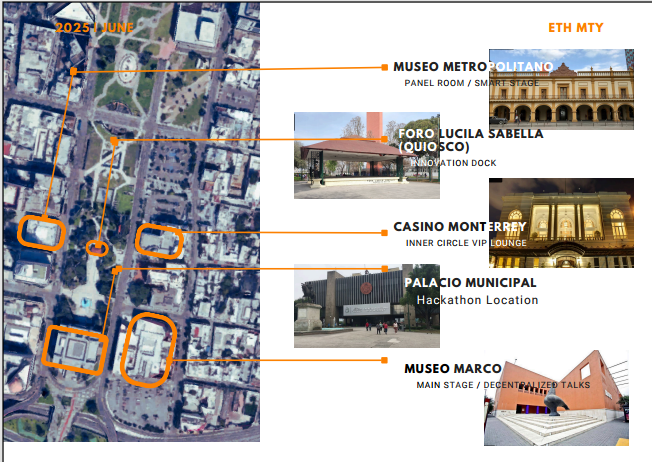 2025 | JUNE
ETH MTY
MUSEO METROPOLITANO
PANEL ROOM / SMART STAGE
FORO LUCILA SABELLA
(QUIOSCO)
INNOVATION DOCK
CASINO MONTERREY
INNER CIRCLE VIP LOUNGE
PALACIO MUNICIPAL
Hackathon Location
MUSEO MARCO
MAIN STAGE / DECENTRALIZED TALKS